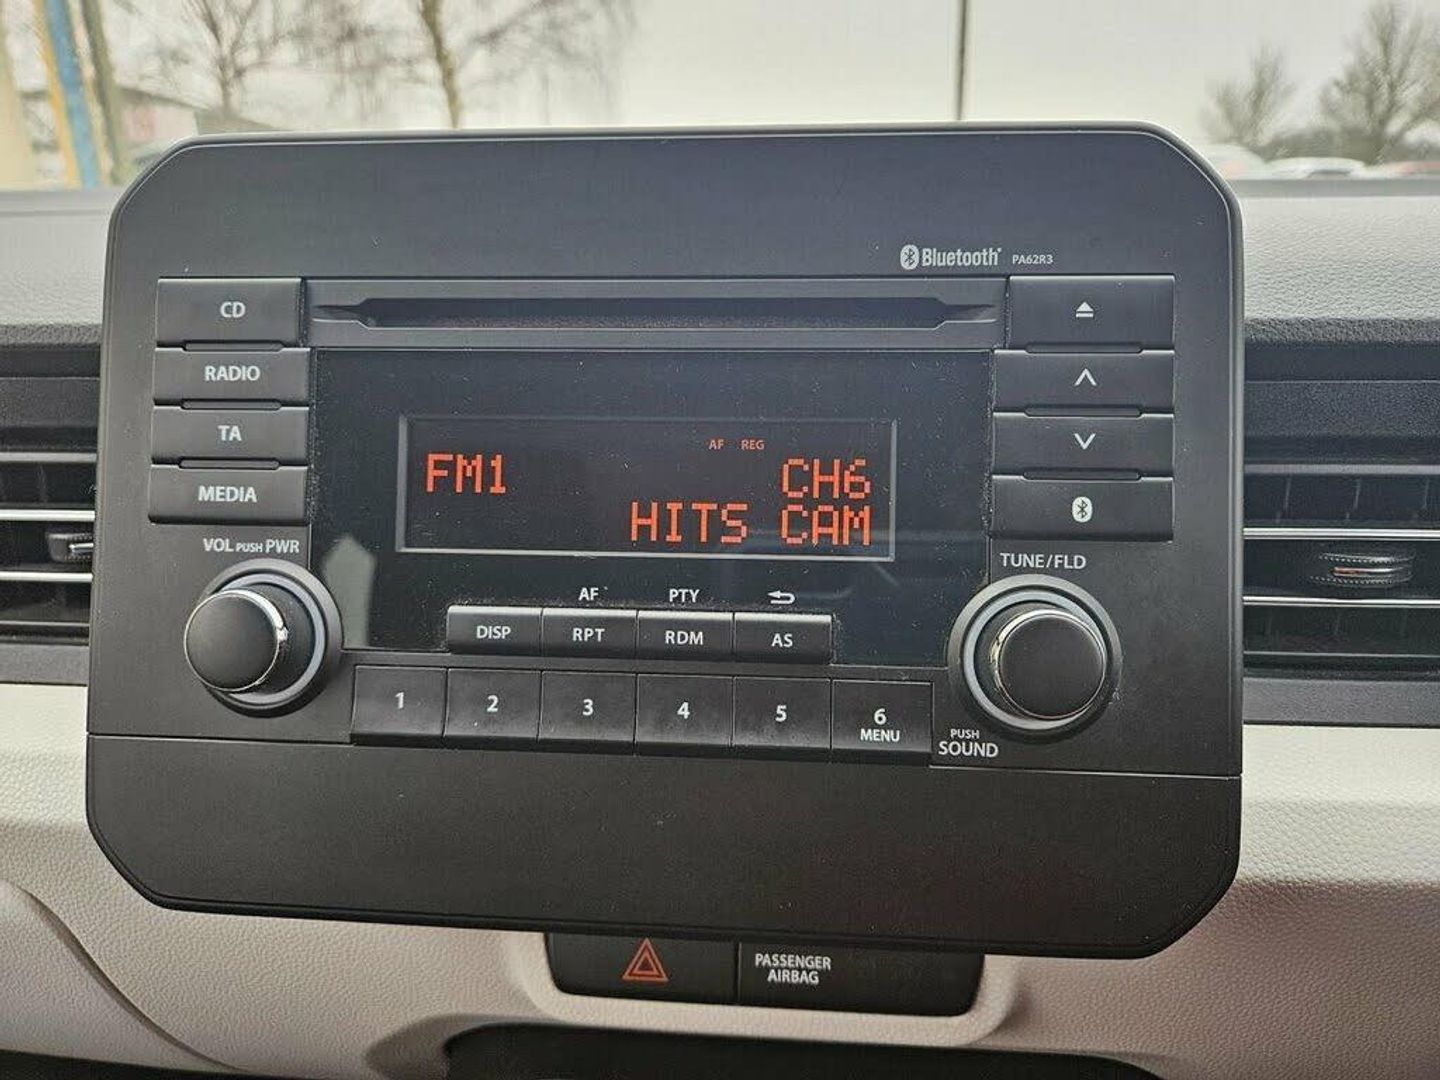 Bluetooth PA62R3
CD
RADIO
TA
MEDIA
AF REG
FM1 CH6
HITS CAM
VOL PUSH PWR
TUNE/FLD
AF PTY
DISP RPT RDM AS
1 2 3 4 5 6
MENU
PUSH
SOUND
PASSENGER
AIRBAG